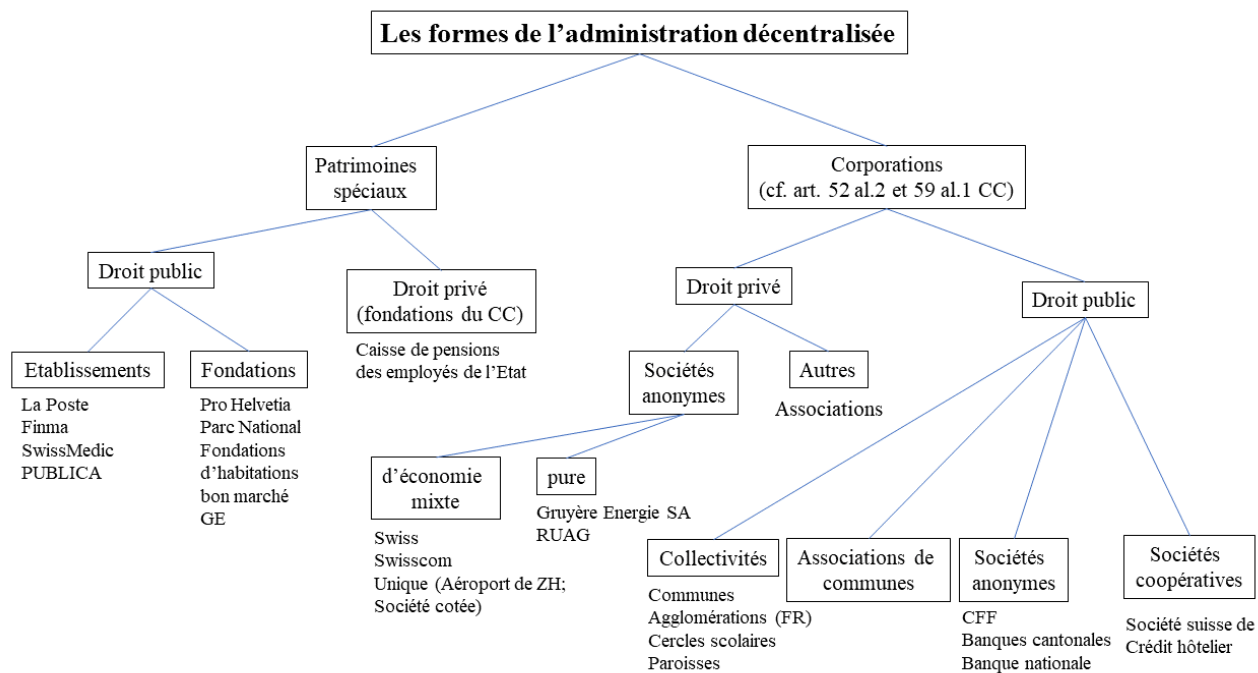 Les formes de l’administration décentralisée
Patrimoines
spéciaux
Corporations
(cf. art. 52 al.2 et 59 al.1 CC)
Droit public
Droit privé
(fondations du CC)
Caisse de pensions
des employés de l’Etat
Droit privé
Droit public
Etablissements
La Poste
Finma
SwissMedic
PUBLICA
Fondations
Pro Helvetia
Parc National
Fondations
d’habitations
bon marché
GE
Sociétés
anonymes
Autres
Associations
d’économie
mixte
Swiss
Swisscom
Unique (Aéroport de ZH;
Société cotée)
pure
Gruyère Energie SA
RUAG
Collectivités
Communes
Agglomérations (FR)
Cercles scolaires
Paroisses
Associations de
communes
Sociétés
anonymes
CFF
Banques cantonales
Banque nationale
Sociétés
coopératives
Société suisse de
Crédit hôtelier